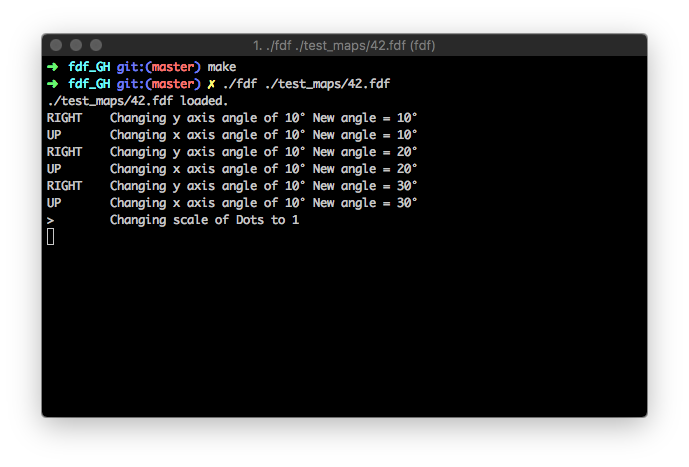 1. ./fdf ./test_maps/42.fdf (fdf)
➜ fdf_GH git:(master) make
➜ fdf_GH git:(master) ✗ ./fdf ./test_maps/42.fdf
./test_maps/42.fdf loaded.
RIGHT Changing y axis angle of 10° New angle = 10°
UP Changing x axis angle of 10° New angle = 10°
RIGHT Changing y axis angle of 10° New angle = 20°
UP Changing x axis angle of 10° New angle = 20°
RIGHT Changing y axis angle of 10° New angle = 30°
UP Changing x axis angle of 10° New angle = 30°
> Changing scale of Dots to 1